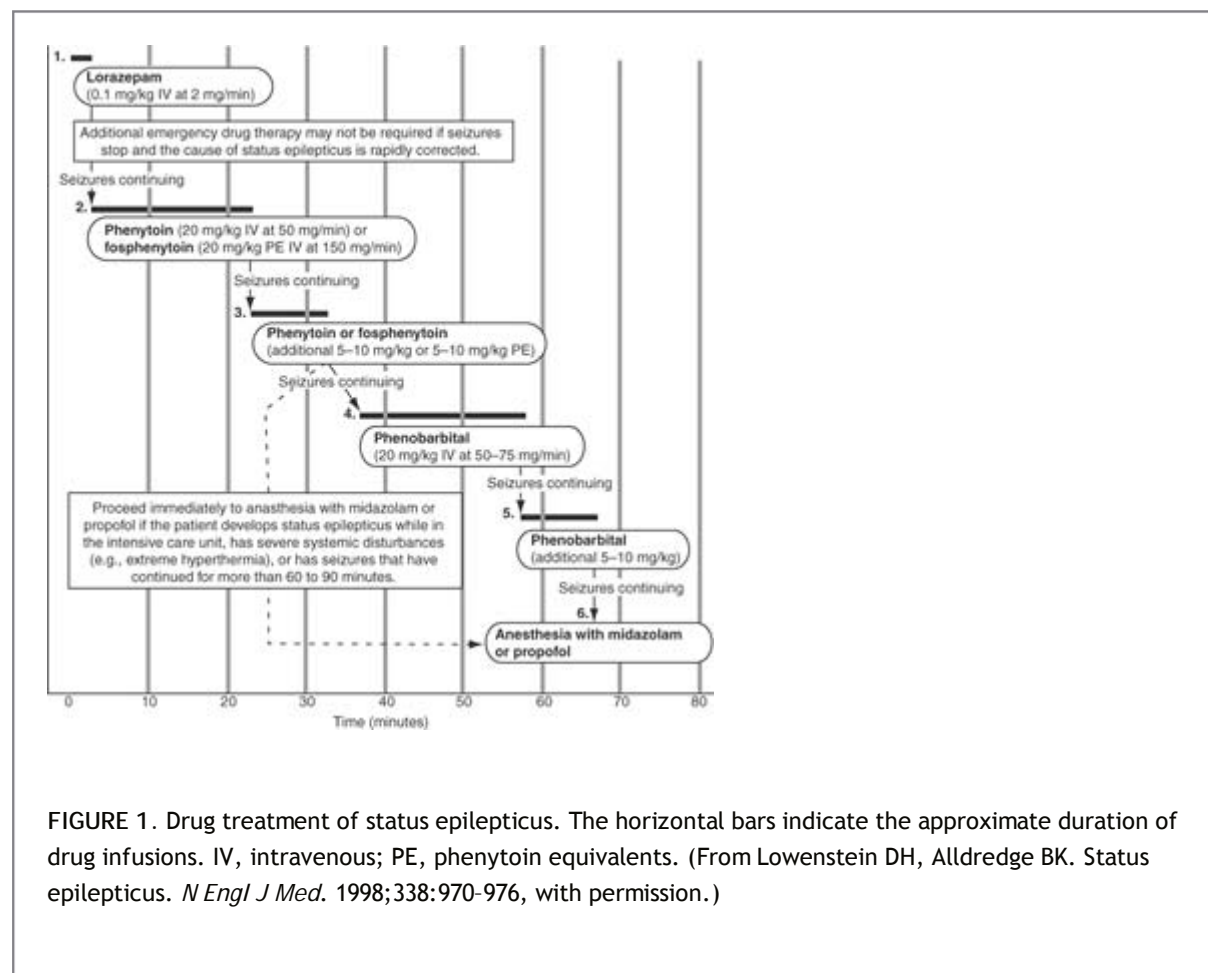 1.
Lorazepam
(0.1 mg/kg IV at 2 mg/min)
Additional emergency drug therapy may not be required if seizures
stop and the cause of status epilepticus is rapidly corrected.
Seizures continuing
2.
Phenytoin (20 mg/kg IV at 50 mg/min) or
fosphenytoin (20 mg/kg PE IV at 150 mg/min)
Seizures continuing
3.
Phenytoin or fosphenytoin
(additional 5–10 mg/kg or 5–10 mg/kg PE)
Seizures continuing
4.
Phenobarbital
(20 mg/kg IV at 50–75 mg/min)
Seizures continuing
Proceed immediately to anasthesia with midazolam or
propofol if the patient develops status epilepticus while in
the intensive care unit, has severe systemic disturbances
(e.g., extreme hyperthermia), or has seizures that have
continued for more than 60 to 90 minutes.
5.
Phenobarbital
(additional 5–10 mg/kg)
Seizures continuing
6.
Anesthesia with midazolam
or propofol
0 10 20 30 40 50 60 70 80
Time (minutes)
FIGURE 1. Drug treatment of status epilepticus. The horizontal bars indicate the approximate duration of
drug infusions. IV, intravenous; PE, phenytoin equivalents. (From Lowenstein DH, Alldredge BK. Status
epilepticus. N Engl J Med. 1998;338:970-976, with permission.)